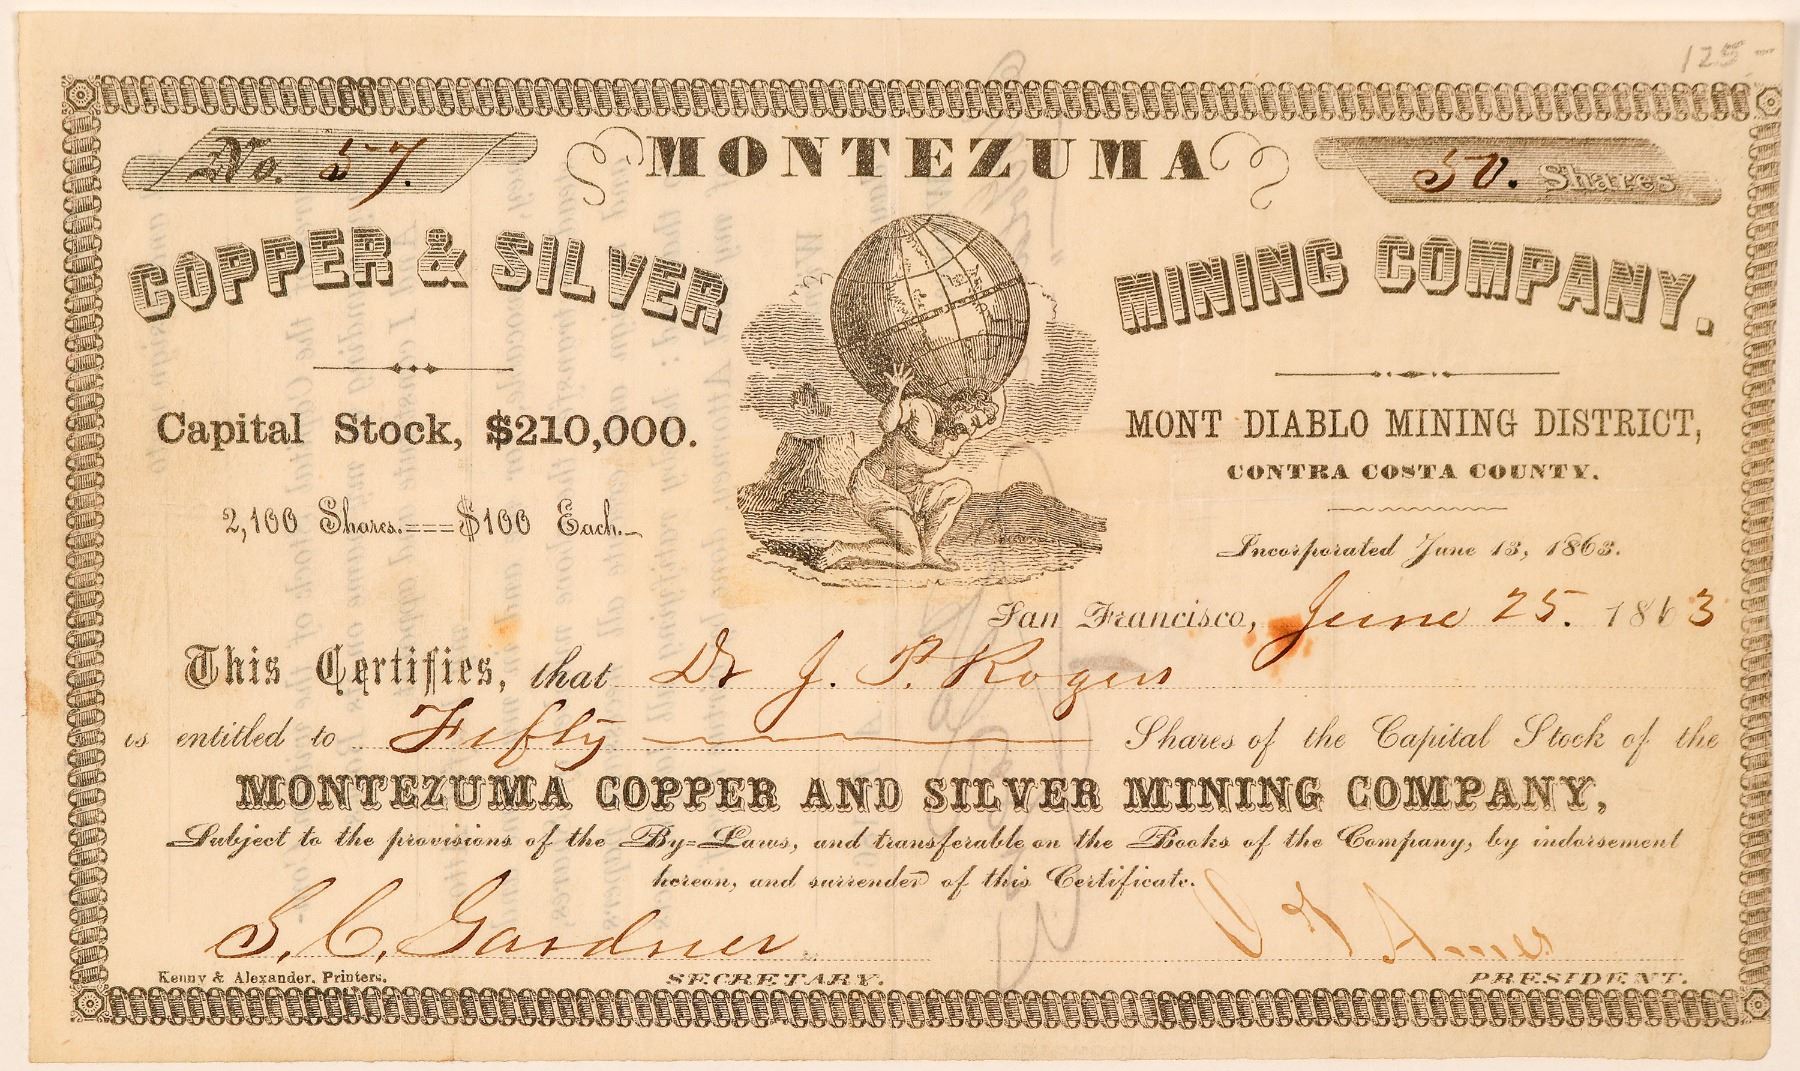 125
No. 57.
MONTEZUMA
50. Shares
COPPER & SILVER MINING COMPANY.
Capital Stock, $210,000.
2,100 Shares.===$100 Each.
MONT DIABLO MINING DISTRICT,
CONTRA COSTA COUNTY.
Incorporated June 13, 1863.
San Francisco, June 25. 1863
This Certifies, that Dr J. P. Rogers
is entitled to Fifty Shares of the Capital Stock of the
MONTEZUMA COPPER AND SILVER MINING COMPANY,
Subject to the provisions of the By=Laws, and transferable on the Books of the Company, by indorsement
hereon, and surrender of this Certificate.
S. C. Gardner
Ames
Kenny & Alexander, Printers.
SECRETARY.
PRESIDENT.